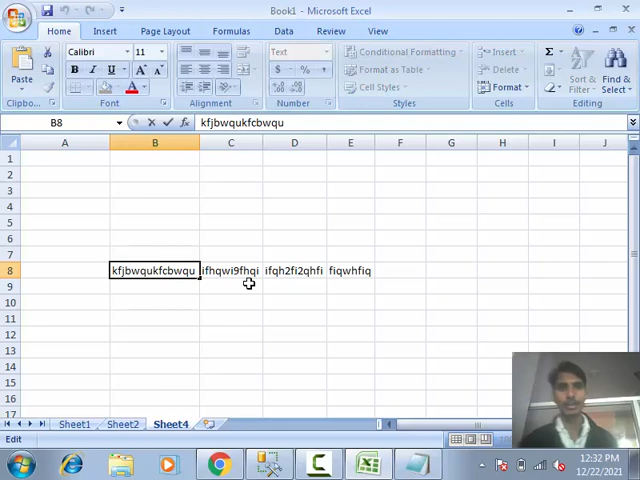 Book1 - Microsoft Excel
Home Insert Page Layout Formulas Data Review View
Calibri 11 Text Conditional Formatting Insert
Paste B I U A A $ % , Format as Table Delete Σ Sort & Filter Find & Select
A Cell Styles Format
Clipboard Font Alignment Number Styles Cells Editing
B8 fx kfjbwqukfcbwqu
A B C D E F G H I J
1
2
3
4
5
6
7
8 kfjbwqukfcbwqu ifhqwi9fhqi ifqh2fi2qhfi fiqwhfiq
9
10
11
12
13
14
15
16
17
Sheet1 Sheet2 Sheet4
Edit
12:32 PM
12/22/2021